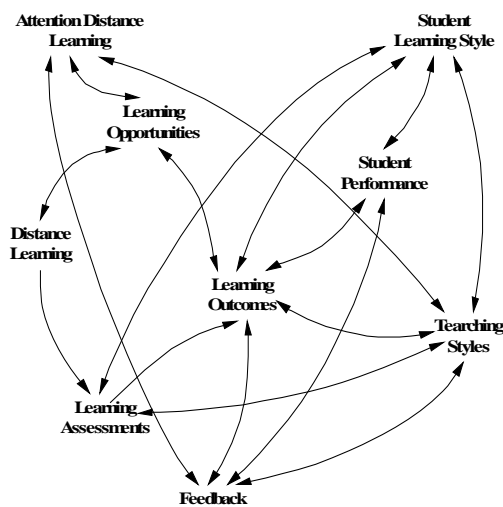 Attention Distance
Learning
Student
Learning Style
Learning
Opportunities
Student
Performance
Distance
Learning
Learning
Outcomes
Tearching
Styles
Learning
Assessments
Feedback